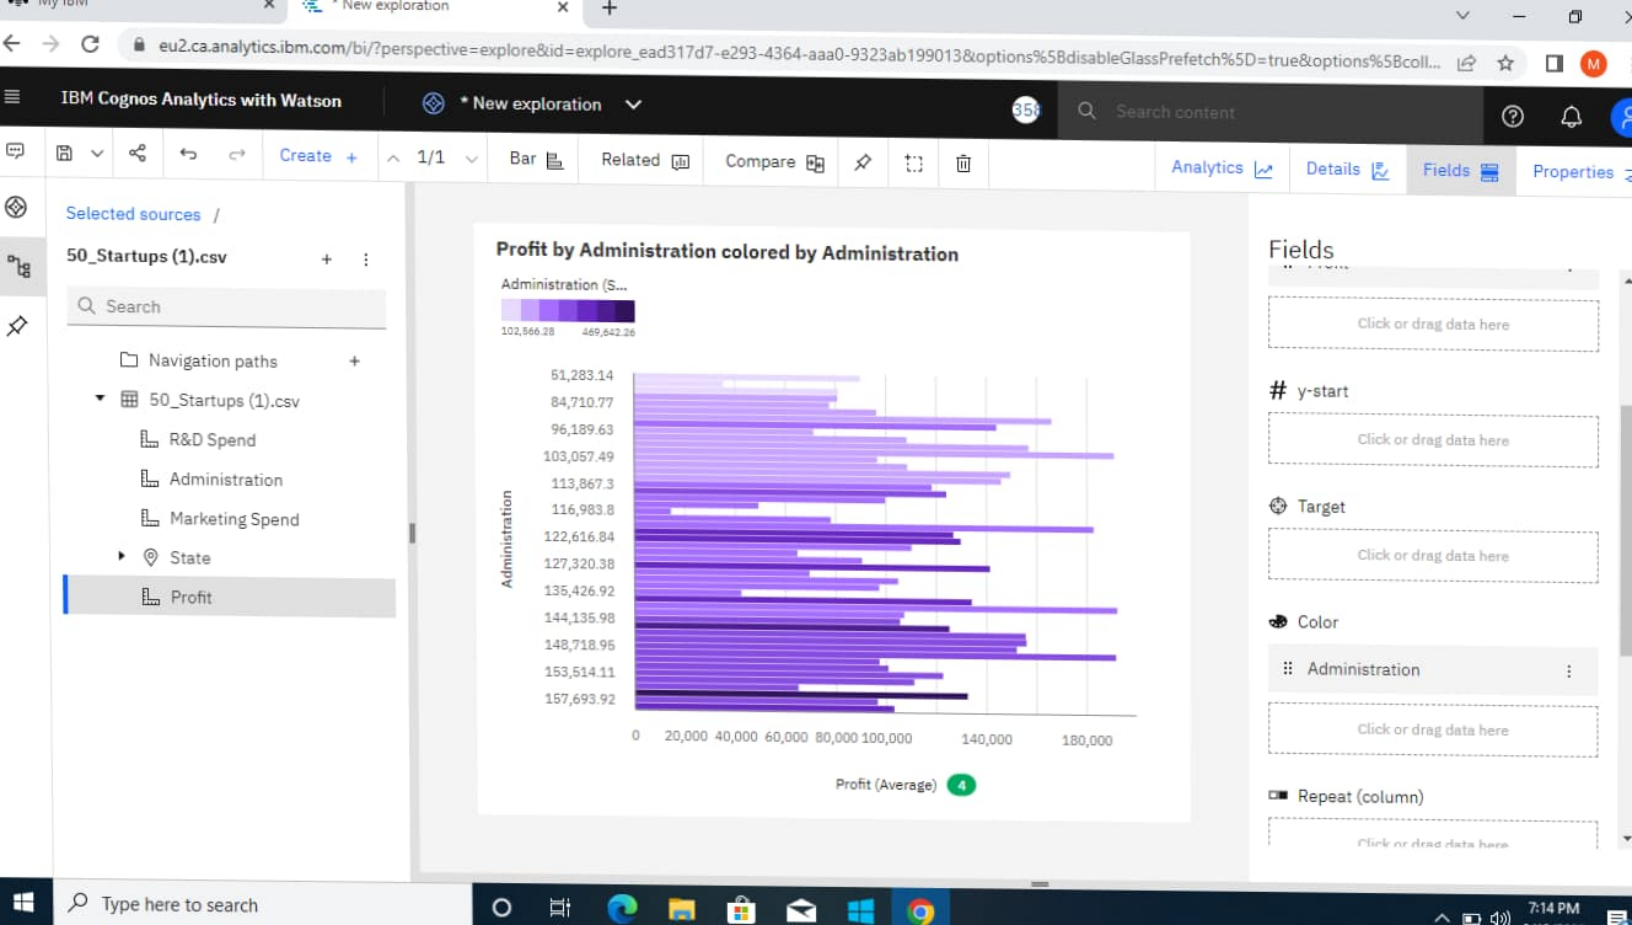 My IBM
* New exploration
eu2.ca.analytics.ibm.com/bi/?perspective=explore&id=explore_ead317d7-e293-4364-aaa0-9323ab199013&options%5BdisableGlassPrefetch%5D=true&options%5Bcoll...
M
IBM Cognos Analytics with Watson
* New exploration
358
Search content
Create +
1/1
Bar
Related
Compare
Analytics
Details
Fields
Properties
Selected sources /
50_Startups (1).csv
Search
Navigation paths
50_Startups (1).csv
R&D Spend
Administration
Marketing Spend
State
Profit
Profit by Administration colored by Administration
Administration (S...
102,566.28 469,642.26
Administration
51,283.14
84,710.77
96,189.63
103,057.49
113,867.3
116,983.8
122,616.84
127,320.38
135,426.92
144,135.98
148,718.95
153,514.11
157,693.92
0 20,000 40,000 60,000 80,000 100,000 140,000 180,000
Profit (Average) 4
Fields
Click or drag data here
# y-start
Click or drag data here
Target
Click or drag data here
Color
Administration
Click or drag data here
Repeat (column)
Click or drag data here
Type here to search
7:14 PM